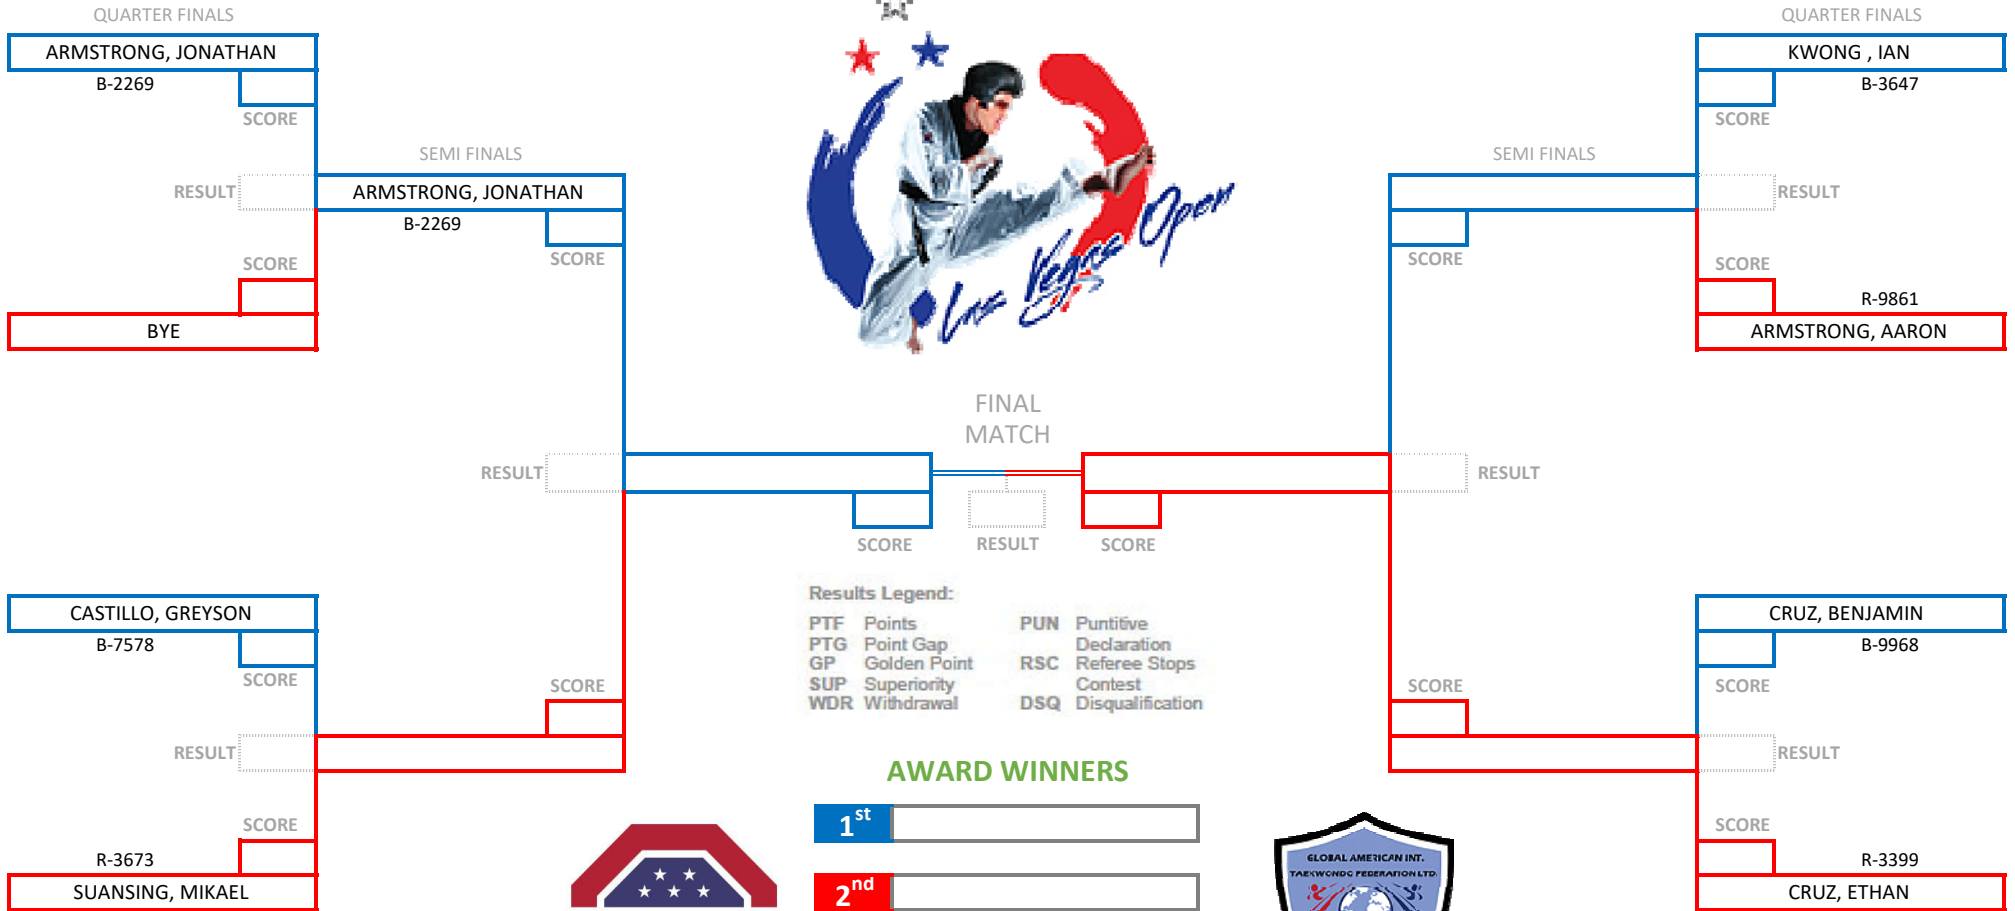 QUARTER FINALS
QUARTER FINALS
ARMSTRONG, JONATHAN
KWONG , IAN
B-2269
B-3647
SCORE
SCORE
SEMI FINALS
SEMI FINALS
RESULT
ARMSTRONG, JONATHAN
RESULT
B-2269
SCORE
SCORE
SCORE
SCORE
R-9861
BYE
ARMSTRONG, AARON
Las Vegas Open
FINAL
MATCH
RESULT
RESULT
SCORE
RESULT
SCORE
Results Legend:
PTF Points
PTG Point Gap
GP Golden Point
SUP Superiority
WDR Withdrawal
PUN Puntitive
Declaration
RSC Referee Stops
Contest
DSQ Disqualification
CASTILLO, GREYSON
CRUZ, BENJAMIN
B-7578
B-9968
SCORE
SCORE
SCORE
SCORE
RESULT
RESULT
AWARD WINNERS
1st
2nd
SCORE
SCORE
R-3673
R-3399
SUANSING, MIKAEL
CRUZ, ETHAN
GLOBAL AMERICAN INT.
TAEKWONDO FEDERATION LTD.